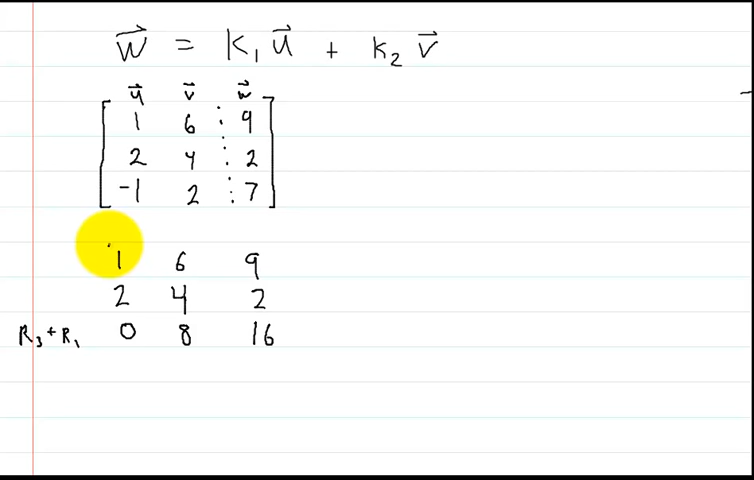 w⃗ = k₁u⃗ + k₂v⃗
u⃗ v⃗ w⃗
1 6 ⋮ 9
2 4 ⋮ 2
-1 2 ⋮ 7
1 6 9
2 4 2
R₃+R₁ 0 8 16